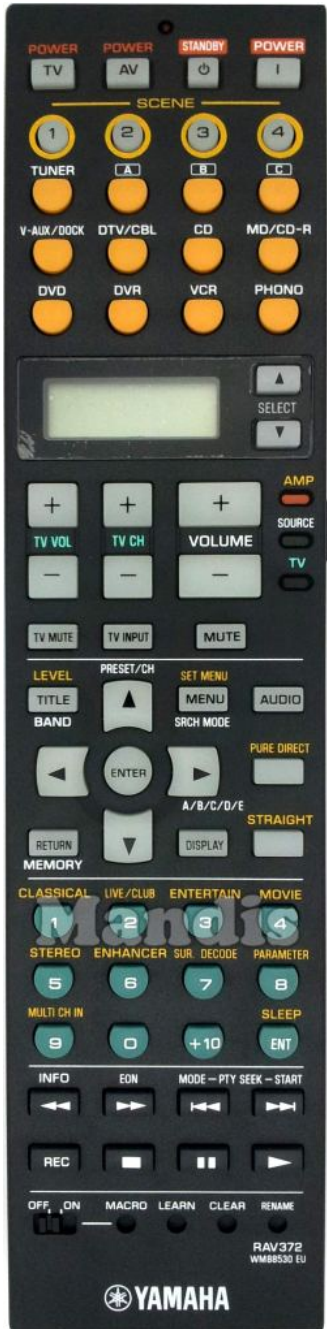 POWER POWER STANDBY POWER
TV AV I
SCENE
1 2 3 4
TUNER A B C
V-AUX/DOCK DTV/CBL CD MD/CD-R
DVD DVR VCR PHONO
SELECT
AMP
+ + +
SOURCE
TV VOL TV CH VOLUME
TV
− − −
TV MUTE TV INPUT MUTE
LEVEL PRESET/CH SET MENU
TITLE MENU AUDIO
BAND SRCH MODE
PURE DIRECT
ENTER
A/B/C/D/E
STRAIGHT
RETURN DISPLAY
MEMORY
CLASSICAL LIVE/CLUB ENTERTAIN MOVIE
1 2 3 4
Mandis
STEREO ENHANCER SUR. DECODE PARAMETER
5 6 7 8
MULTI CH IN SLEEP
9 0 +10 ENT
INFO EON MODE – PTY SEEK – START
REC
OFF ON MACRO LEARN CLEAR RENAME
RAV372
WM88530 EU
YAMAHA